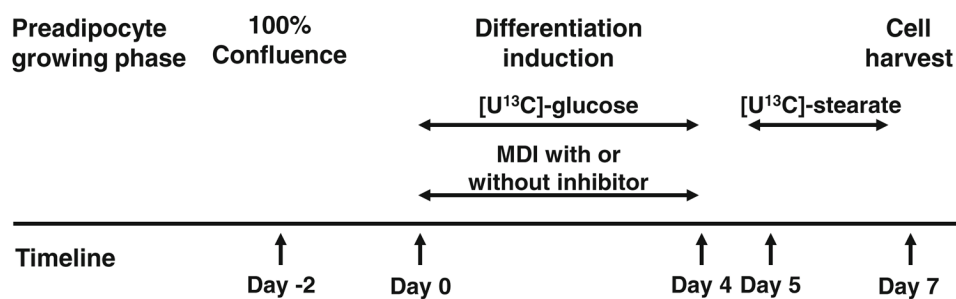 Preadipocyte
growing phase
100%
Confluence
Differentiation
induction
Cell
harvest
[U¹³C]-glucose
[U¹³C]-stearate
MDI with or
without inhibitor
Timeline
Day -2
Day 0
Day 4
Day 5
Day 7